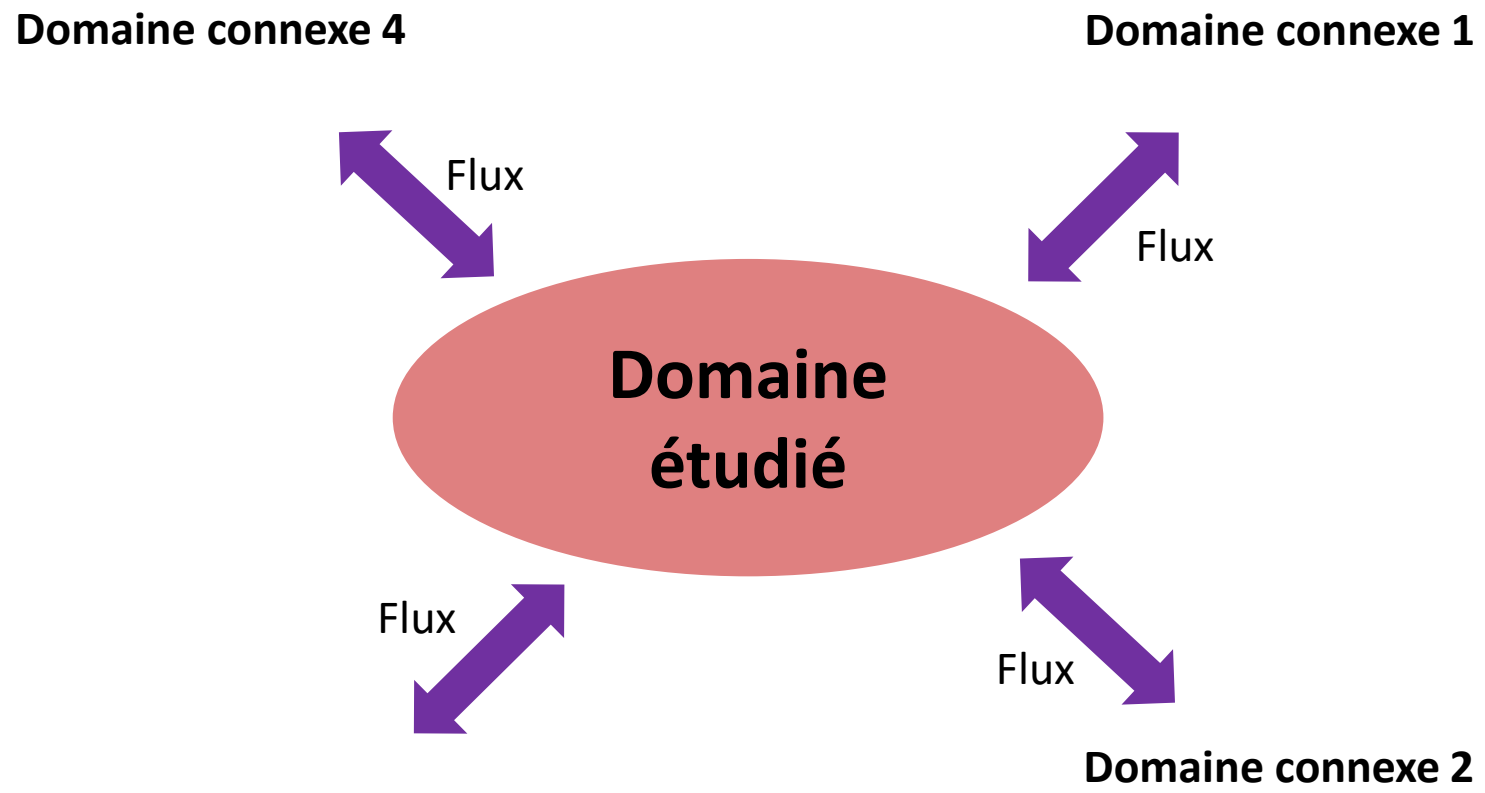 Domaine connexe 4
Domaine connexe 1
Flux
Flux
Domaine
étudié
Flux
Flux
Domaine connexe 2